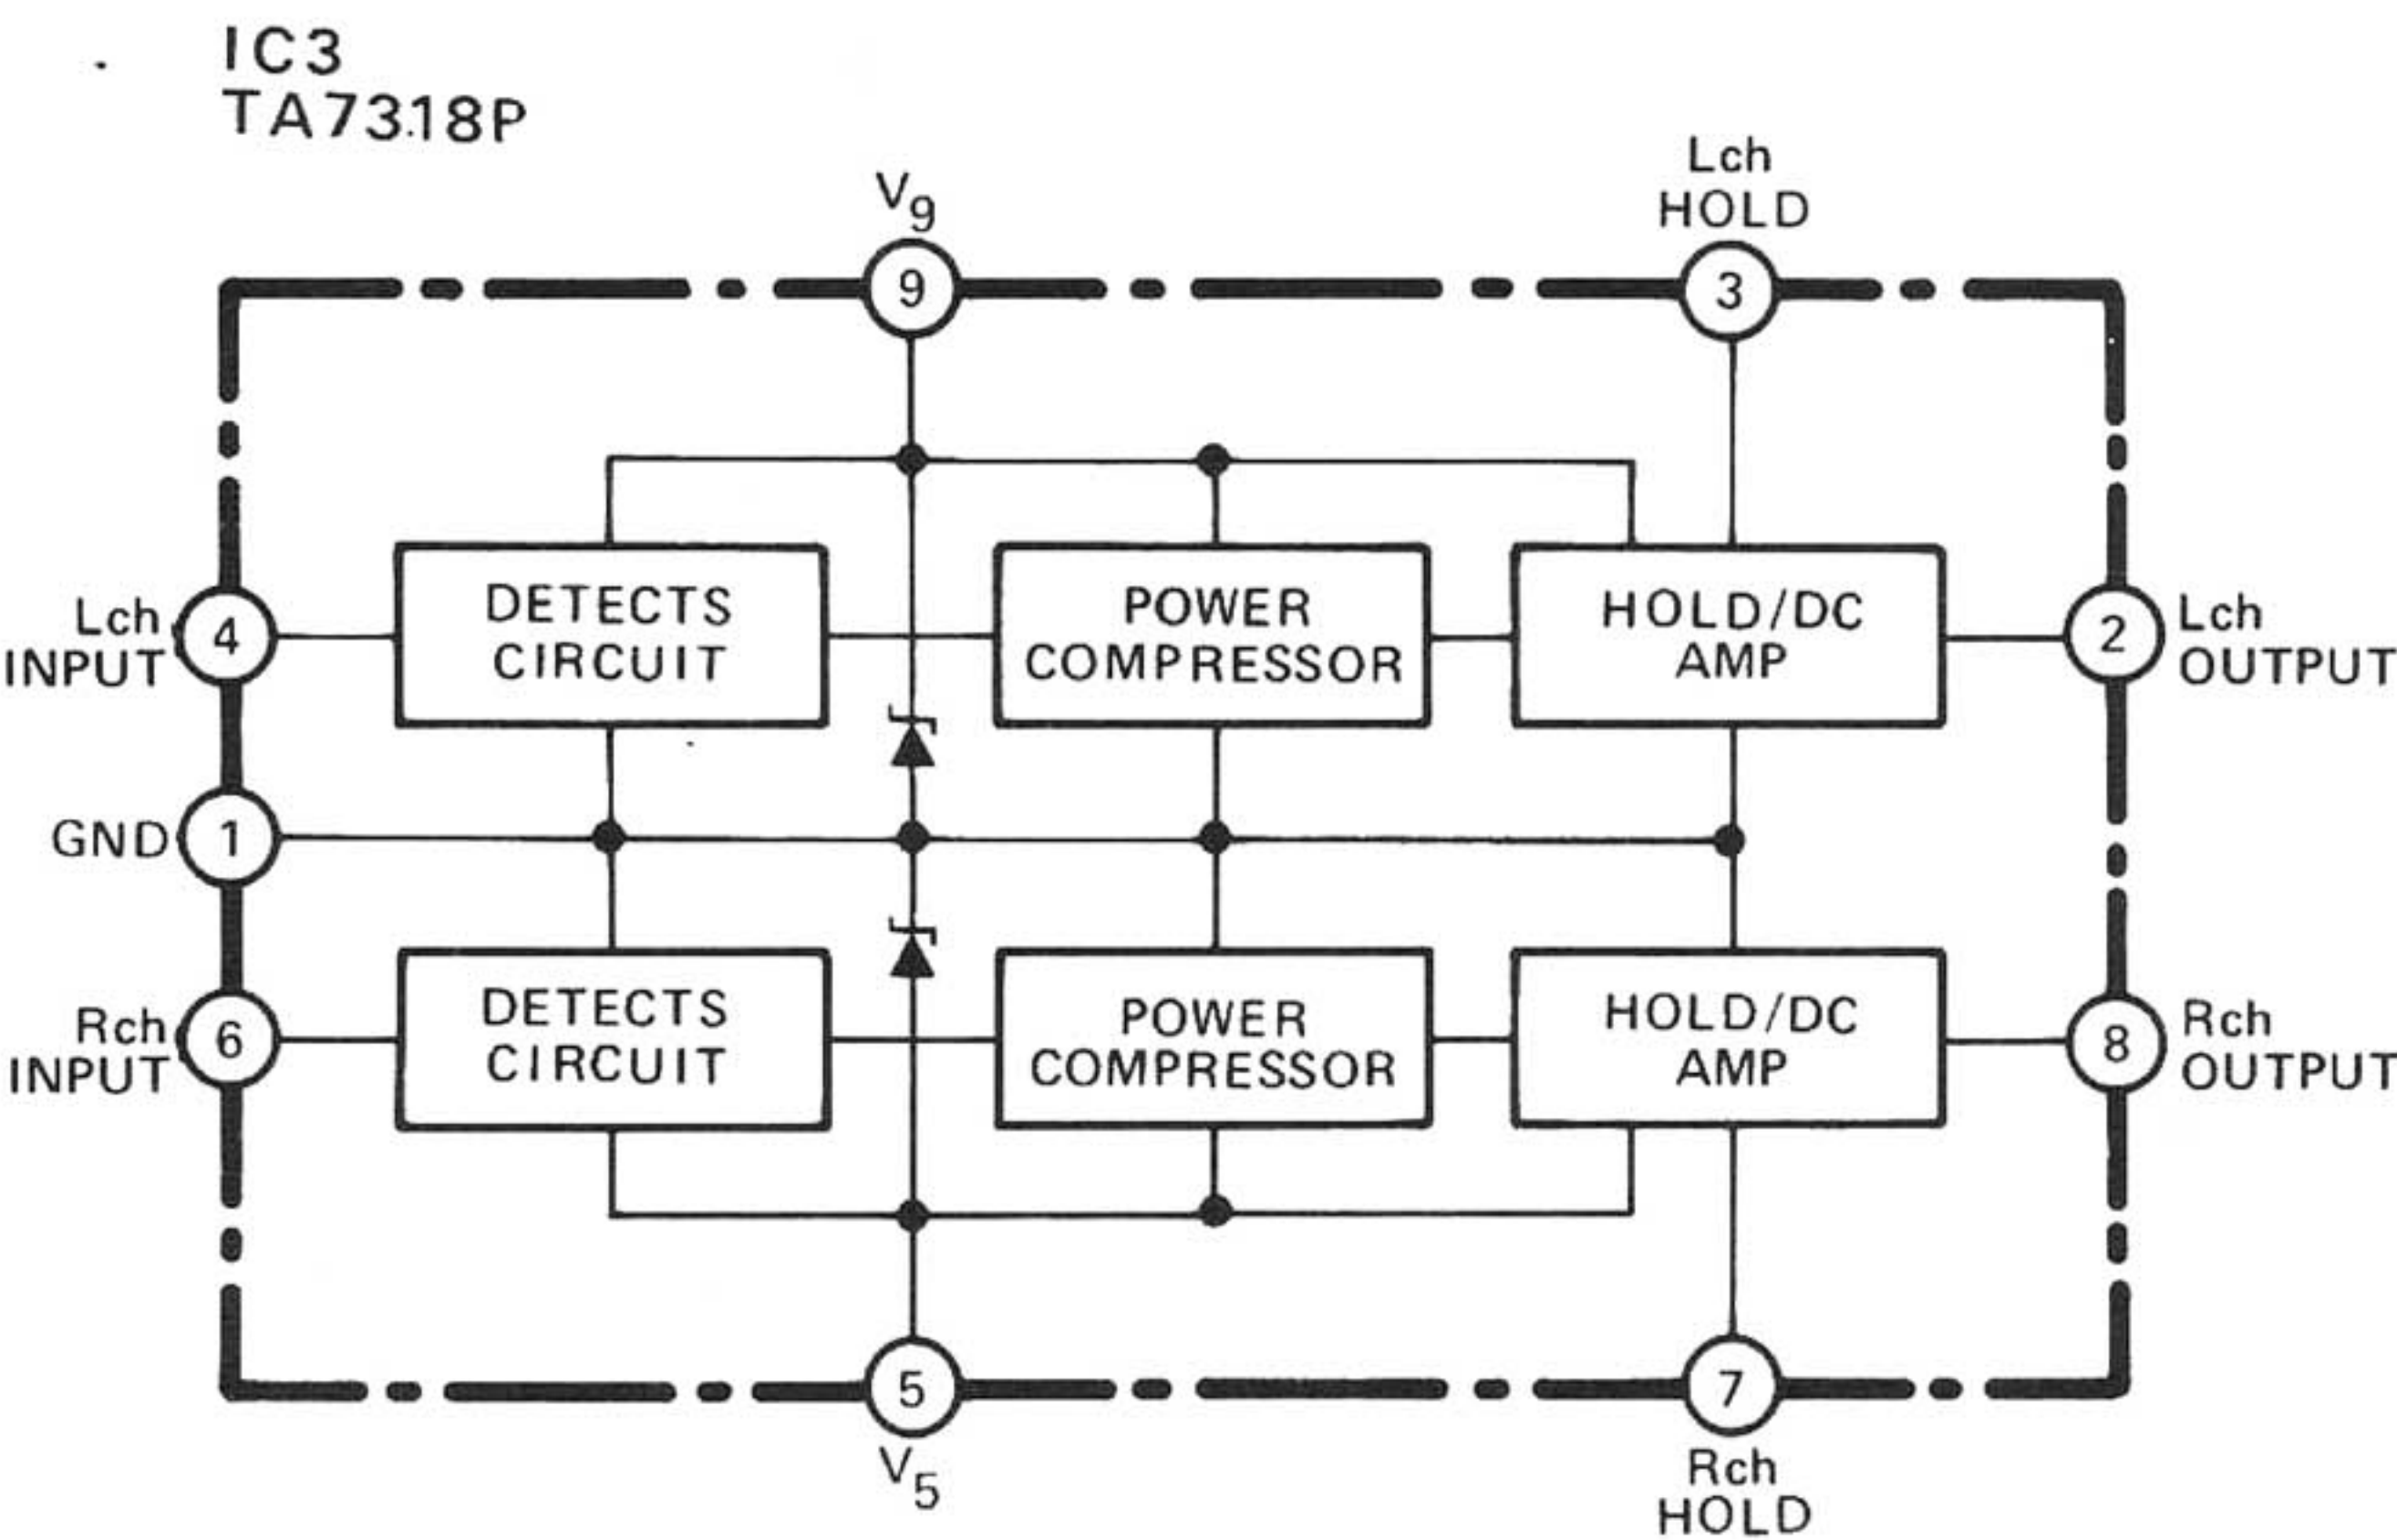 IC3
TA7318P
V9
Lch
HOLD
9
3
Lch
INPUT
4
DETECTS
CIRCUIT
POWER
COMPRESSOR
HOLD/DC
AMP
2
Lch
OUTPUT
GND
1
Rch
INPUT
6
DETECTS
CIRCUIT
POWER
COMPRESSOR
HOLD/DC
AMP
8
Rch
OUTPUT
5
7
V5
Rch
HOLD